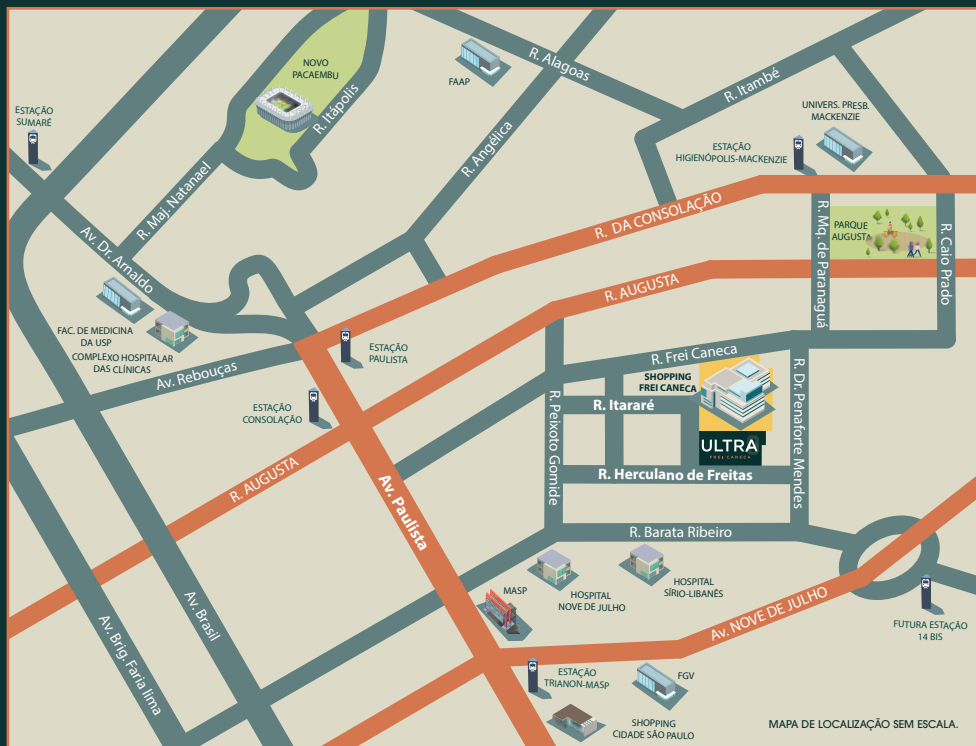 NOVO
PACAEMBU
R. Itápolis
FAAP
R. Alagoas
R. Itambé
UNIVERS. PRESB.
MACKENZIE
ESTAÇÃO
HIGIENÓPOLIS-MACKENZIE
ESTAÇÃO
SUMARÉ
R. Angélica
R. Maj. Natanael
Av. Dr. Arnaldo
R. DA CONSOLAÇÃO
R. Mq. de Paranaguá
PARQUE
AUGUSTA
R. Caio Prado
R. AUGUSTA
FAC. DE MEDICINA
DA USP
COMPLEXO HOSPITALAR
DAS CLÍNICAS
Av. Rebouças
ESTAÇÃO
PAULISTA
ESTAÇÃO
CONSOLAÇÃO
R. Frei Caneca
SHOPPING
FREI CANECA
R. Itararé
R. Peixoto Gomide
R. Dr. Penaforte Mendes
ULTRA
FREI CANECA
R. Herculano de Freitas
R. AUGUSTA
Av. Paulista
R. Barata Ribeiro
MASP
HOSPITAL
NOVE DE JULHO
HOSPITAL
SÍRIO-LIBANÊS
Av. NOVE DE JULHO
FUTURA ESTAÇÃO
14 BIS
Av. Brasil
Av. Brig. Faria lima
ESTAÇÃO
TRIANON-MASP
FGV
SHOPPING
CIDADE SÃO PAULO
MAPA DE LOCALIZAÇÃO SEM ESCALA.